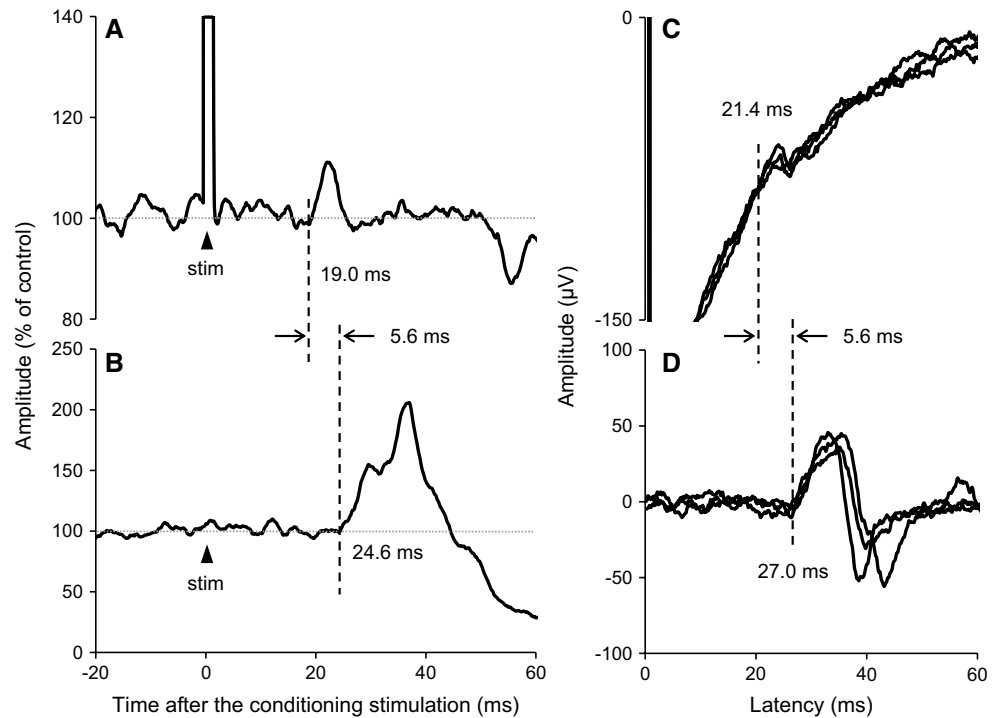 A
140
120
100
80
stim
19.0 ms
5.6 ms
B
250
200
150
100
50
0
stim
24.6 ms
-20
0
20
40
60
Time after the conditioning stimulation (ms)
Amplitude (% of control)
C
0
-150
21.4 ms
5.6 ms
D
100
50
0
-50
-100
27.0 ms
0
20
40
60
Latency (ms)
Amplitude (µV)